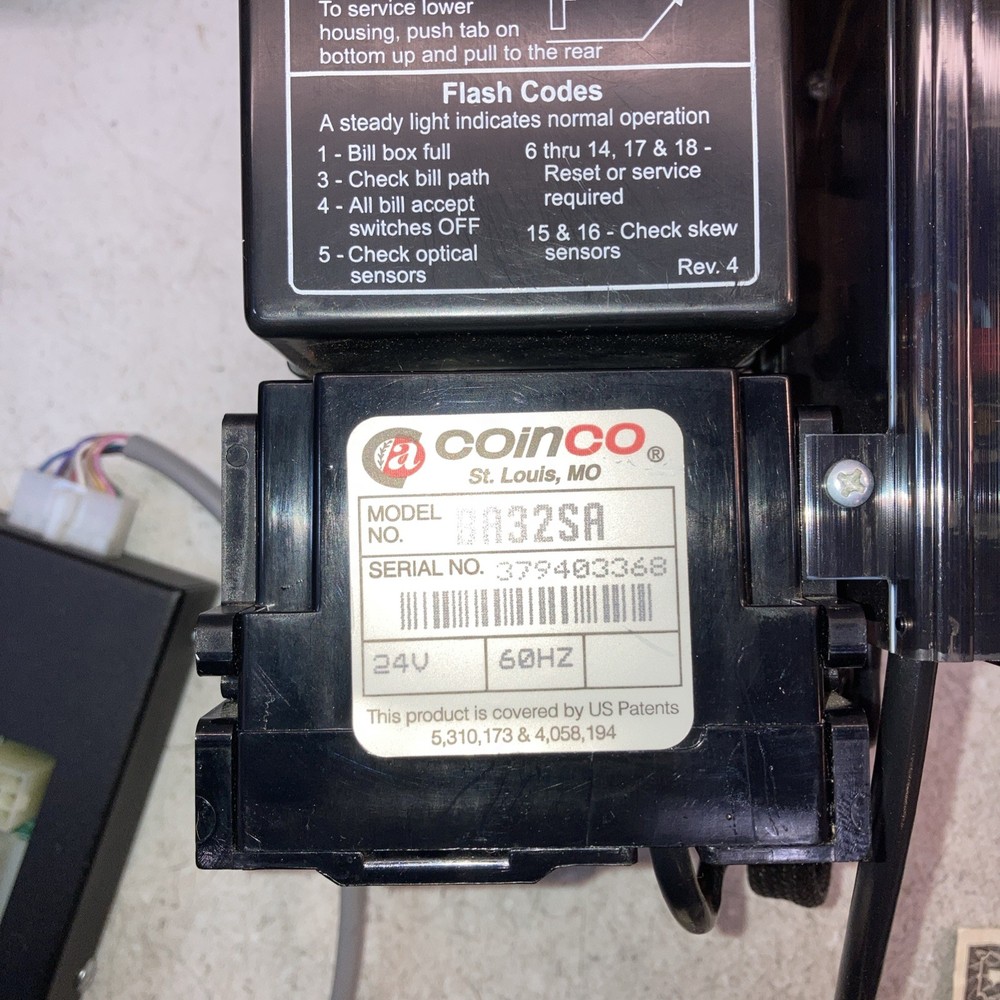 To service lower
housing, push tab on
bottom up and pull to the rear
Flash Codes
A steady light indicates normal operation
1 - Bill box full
3 - Check bill path
4 - All bill accept
switches OFF
5 - Check optical
sensors
6 thru 14, 17 & 18 -
Reset or service
required
15 & 16 - Check skew
sensors
Rev. 4
a coinco ®
St. Louis, MO
MODEL
NO. BA32SA
SERIAL NO. 379403368
24V 60HZ
This product is covered by US Patents
5,310,173 & 4,058,194